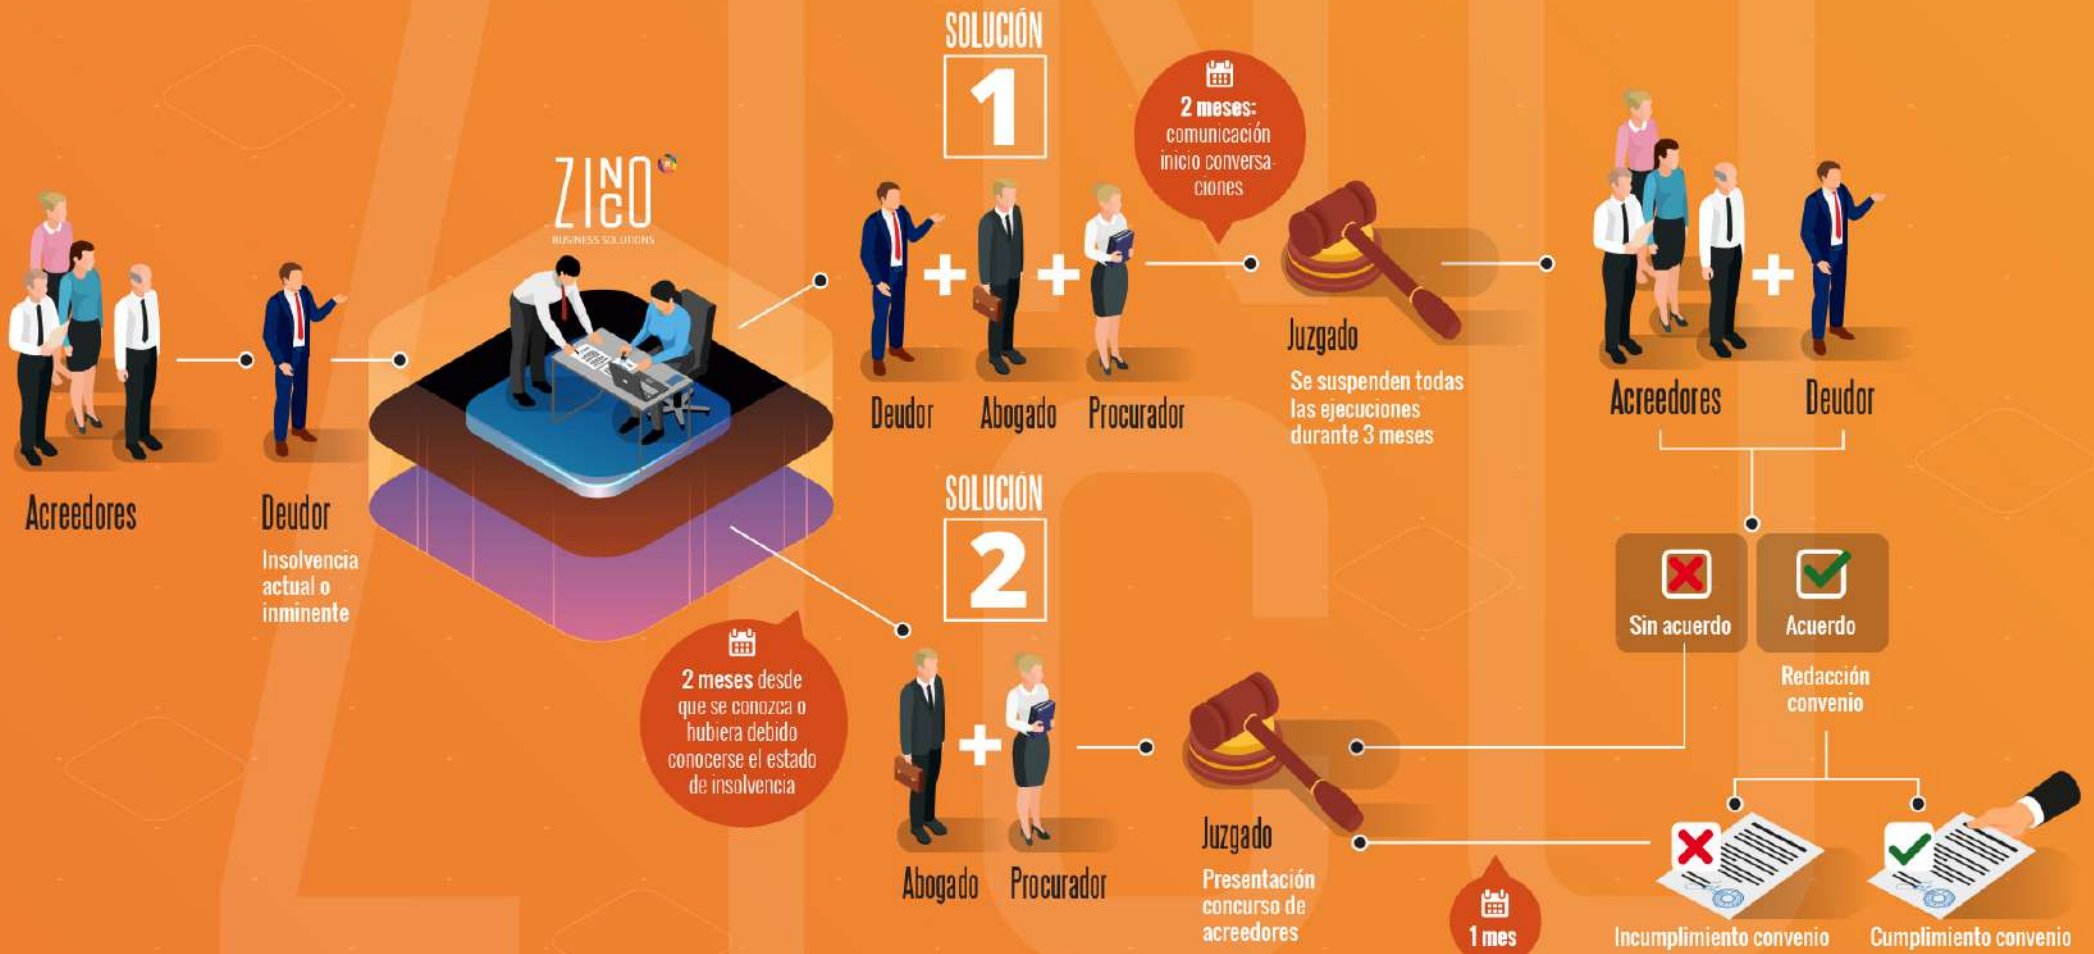 SOLUCIÓN
1
2 meses:
comunicación
inicio conversa-
ciones
ZINCO
BUSINESS SOLUTIONS
Acreedores
Deudor
Insolvencia
actual o
inminente
Deudor
Abogado
Procurador
Juzgado
Se suspenden todas
las ejecuciones
durante 3 meses
Acreedores
Deudor
Sin acuerdo
Acuerdo
Redacción
convenio
SOLUCIÓN
2
2 meses desde
que se conozca o
hubiera debido
conocerse el estado
de insolvencia
Abogado
Procurador
Juzgado
Presentación
concurso de
acreedores
1 mes
Incumplimiento convenio
Cumplimiento convenio